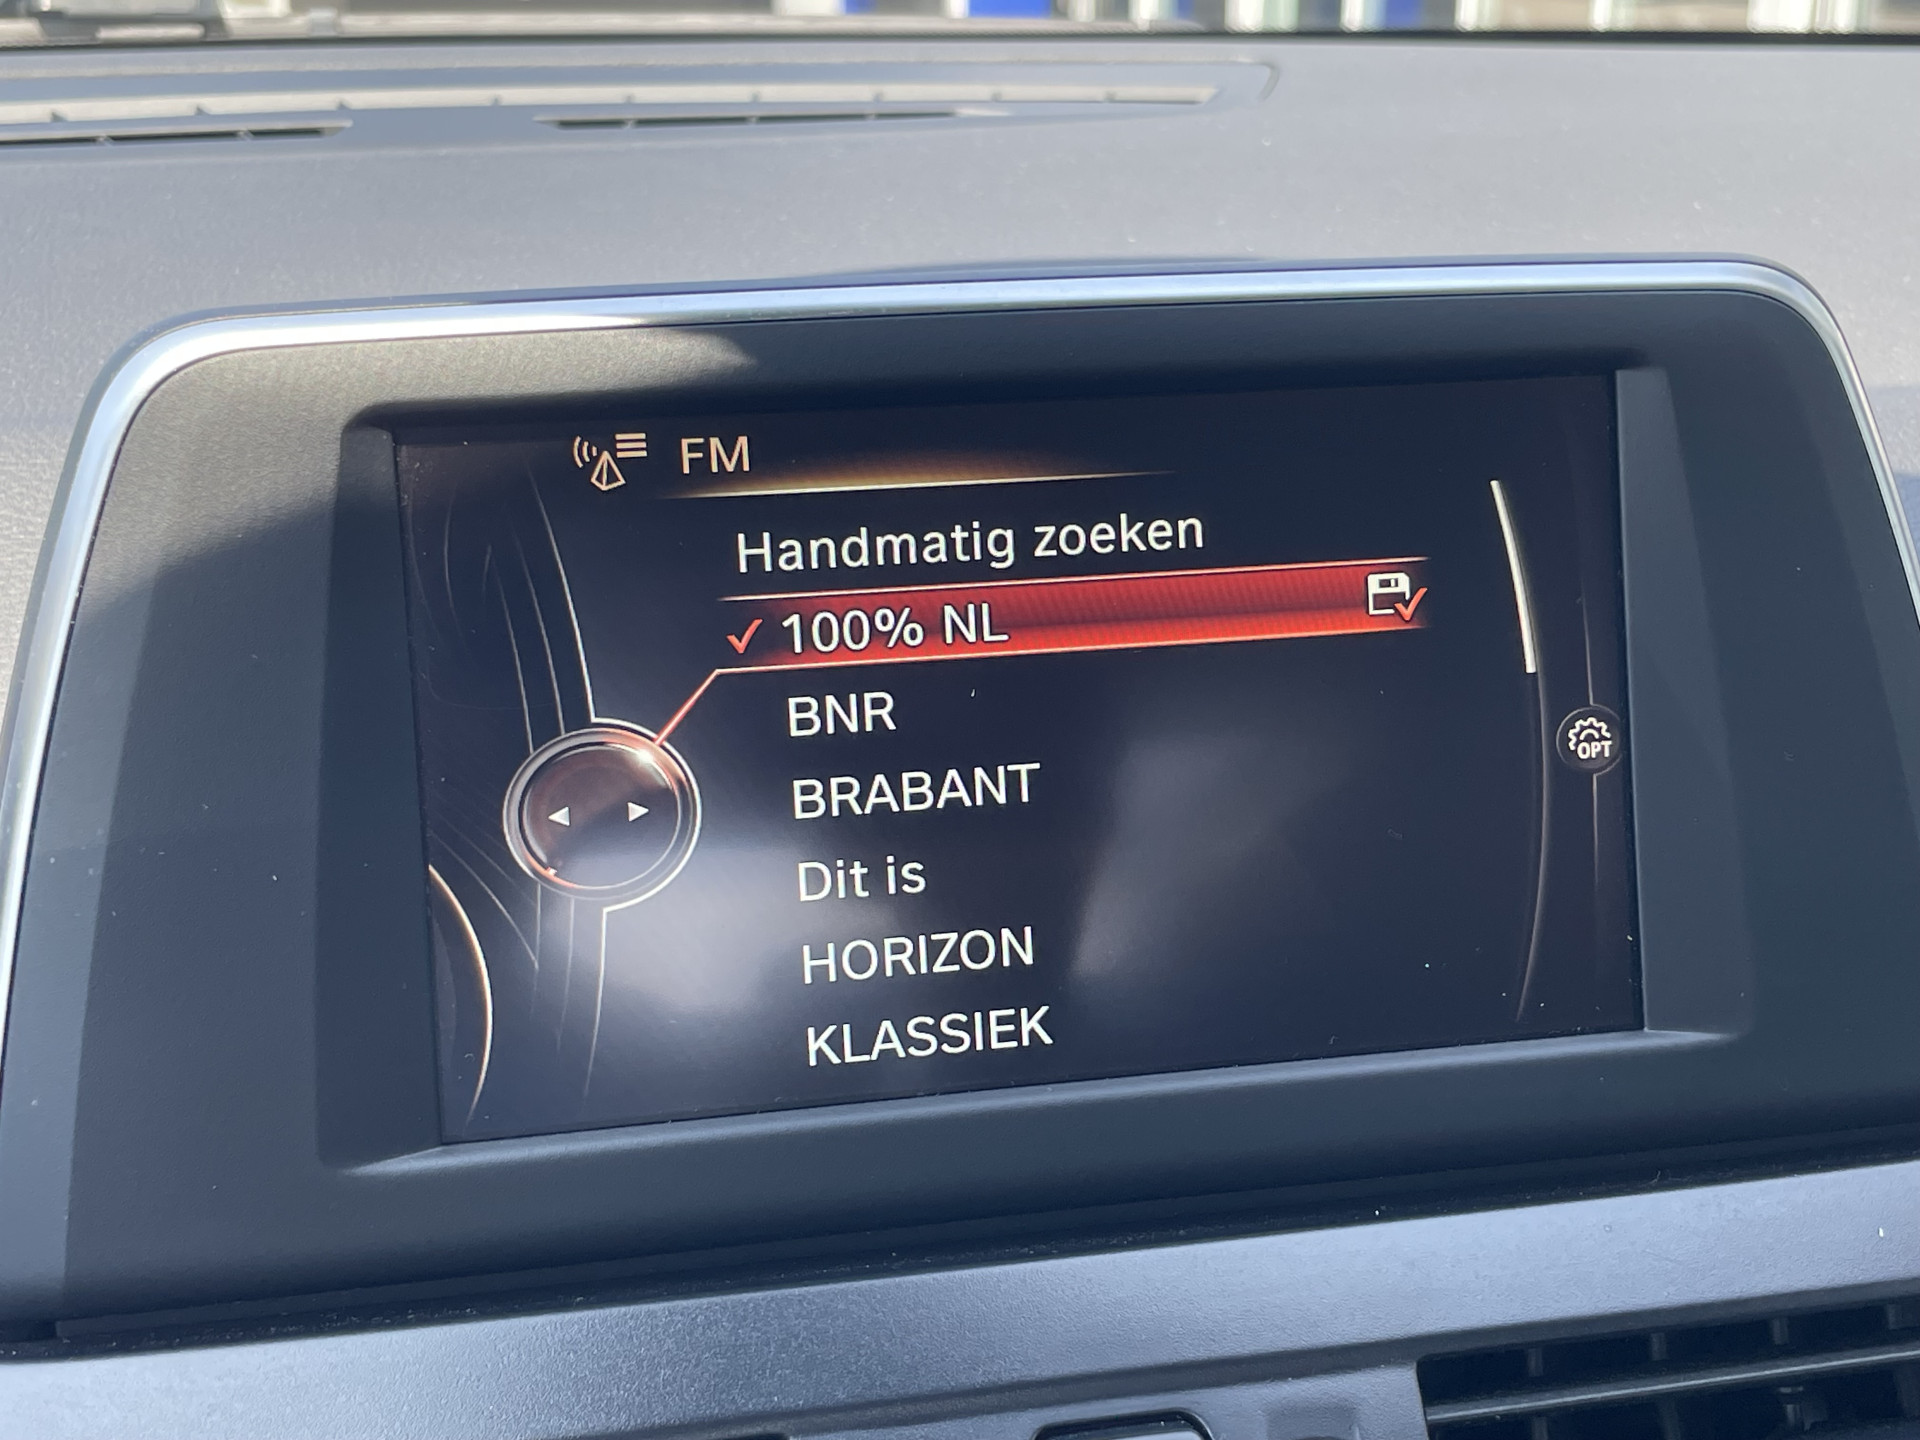 FM
Handmatig zoeken
100% NL
BNR
BRABANT
Dit is
HORIZON
KLASSIEK
OPT